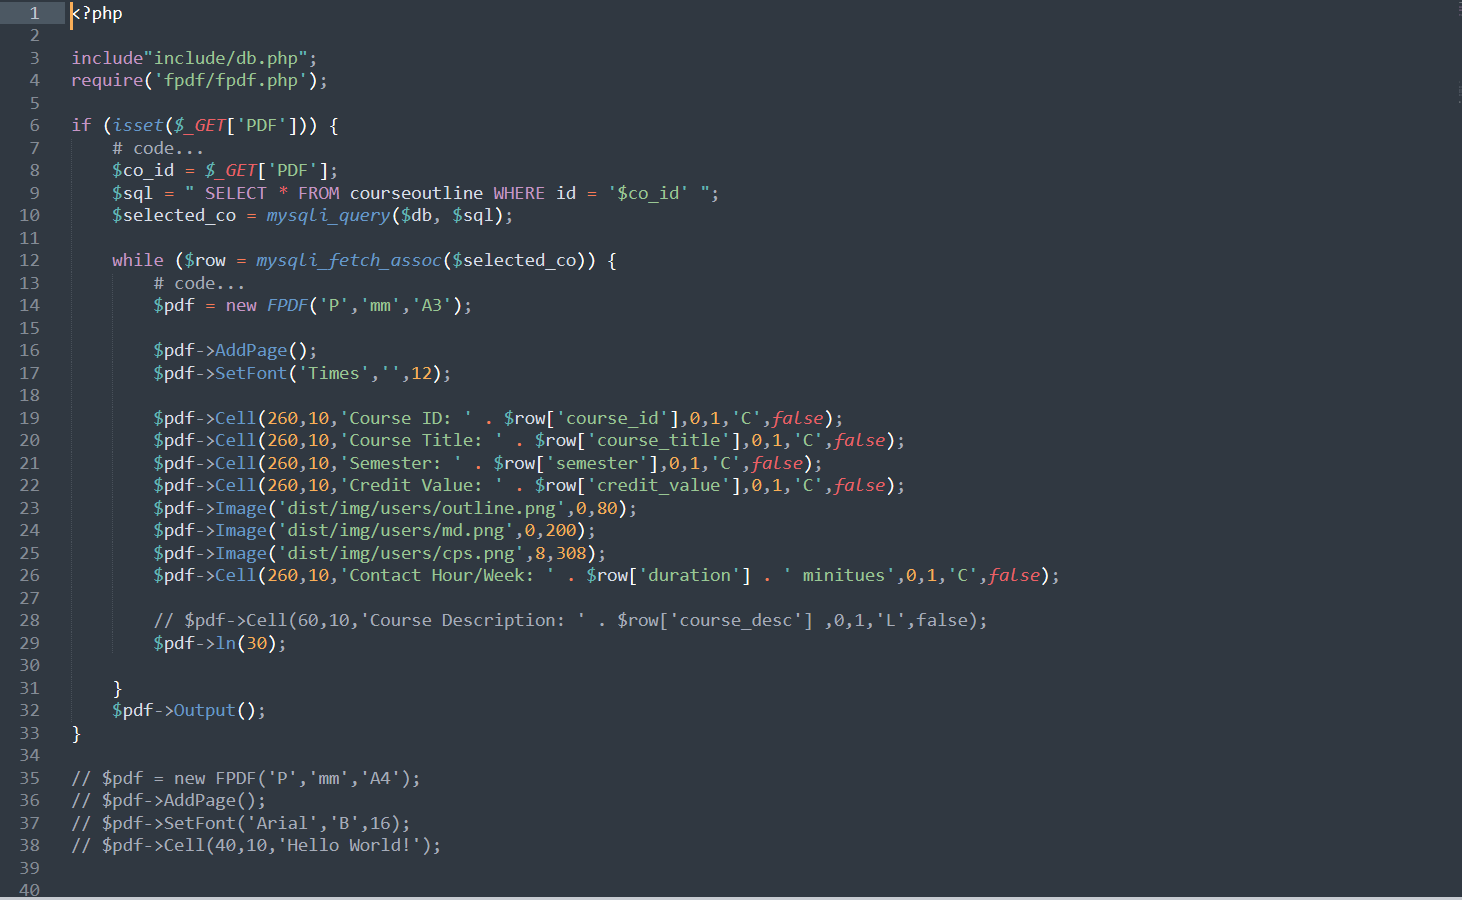 1 <?php
2
3 include"include/db.php";
4 require('fpdf/fpdf.php');
5
6 if (isset($_GET['PDF'])) {
7     # code...
8     $co_id = $_GET['PDF'];
9     $sql = " SELECT * FROM courseoutline WHERE id = '$co_id' ";
10     $selected_co = mysqli_query($db, $sql);
11
12     while ($row = mysqli_fetch_assoc($selected_co)) {
13         # code...
14         $pdf = new FPDF('P','mm','A3');
15
16         $pdf->AddPage();
17         $pdf->SetFont('Times','',12);
18
19         $pdf->Cell(260,10,'Course ID: ' . $row['course_id'],0,1,'C',false);
20         $pdf->Cell(260,10,'Course Title: ' . $row['course_title'],0,1,'C',false);
21         $pdf->Cell(260,10,'Semester: ' . $row['semester'],0,1,'C',false);
22         $pdf->Cell(260,10,'Credit Value: ' . $row['credit_value'],0,1,'C',false);
23         $pdf->Image('dist/img/users/outline.png',0,80);
24         $pdf->Image('dist/img/users/md.png',0,200);
25         $pdf->Image('dist/img/users/cps.png',8,308);
26         $pdf->Cell(260,10,'Contact Hour/Week: ' . $row['duration'] . ' minitues',0,1,'C',false);
27
28         // $pdf->Cell(60,10,'Course Description: ' . $row['course_desc'] ,0,1,'L',false);
29         $pdf->ln(30);
30
31     }
32     $pdf->Output();
33 }
34
35 // $pdf = new FPDF('P','mm','A4');
36 // $pdf->AddPage();
37 // $pdf->SetFont('Arial','B',16);
38 // $pdf->Cell(40,10,'Hello World!');
39
40